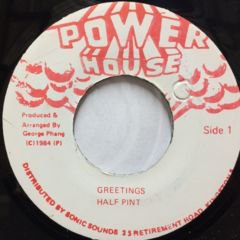 POWER
HOUSE
Produced &
Arranged By
George Phang
(C)1984 (P)
Side 1
GREETINGS
HALF PINT
DISTRIBUTED BY SONIC SOUNDS 25 RETIREMENT ROAD